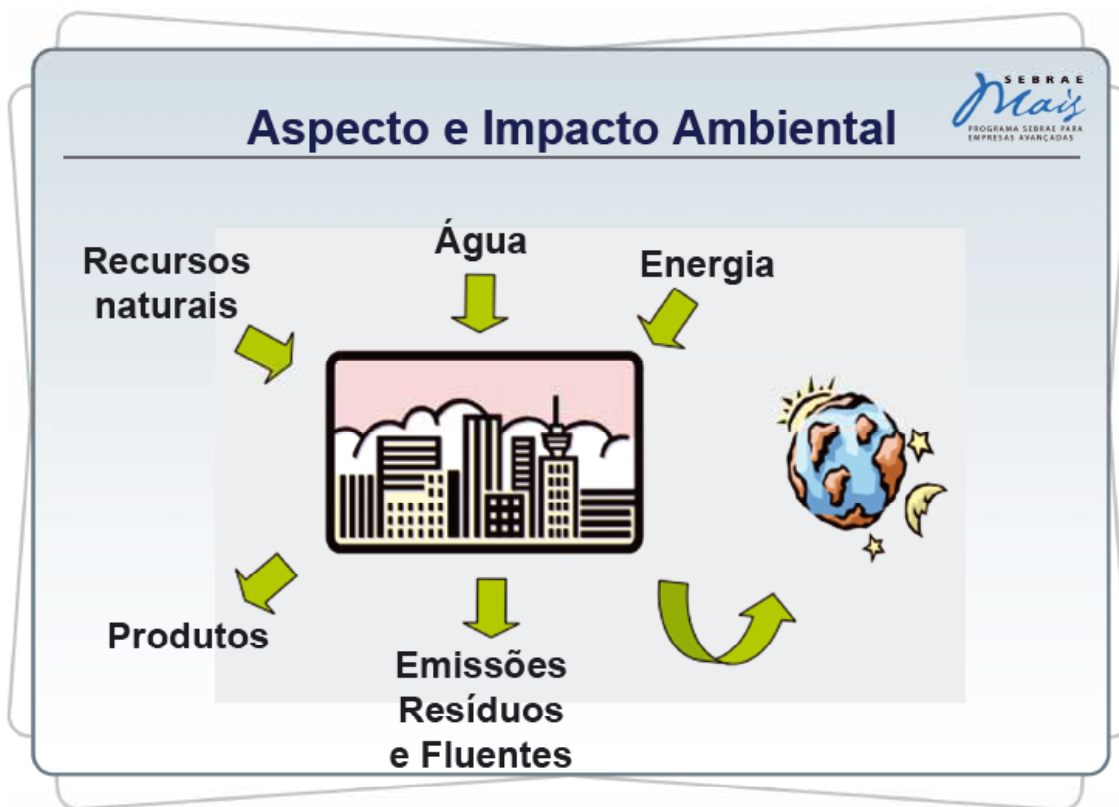 Aspecto e Impacto Ambiental
SEBRAE
Mais
PROGRAMA SEBRAE PARA
EMPRESAS AVANÇADAS
Recursos
naturais
Água
Energia
Produtos
Emissões
Resíduos
e Fluentes